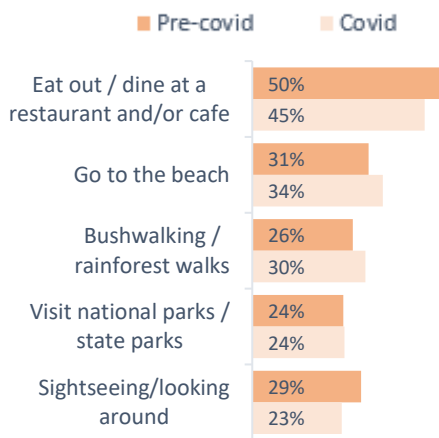 Pre-covid Covid
Eat out / dine at a
restaurant and/or cafe
50%
45%
Go to the beach
31%
34%
Bushwalking /
rainforest walks
26%
30%
Visit national parks /
state parks
24%
24%
Sightseeing/looking
around
29%
23%